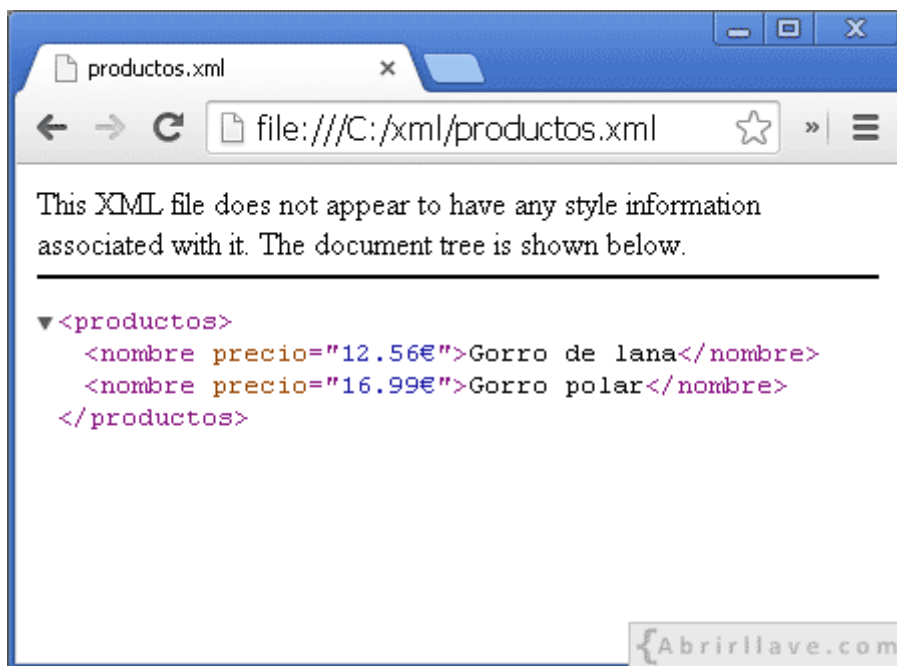 productos.xml
file:///C:/xml/productos.xml
This XML file does not appear to have any style information
associated with it. The document tree is shown below.
<productos>
<nombre precio="12.56€">Gorro de lana</nombre>
<nombre precio="16.99€">Gorro polar</nombre>
</productos>
{Abrirllave.com